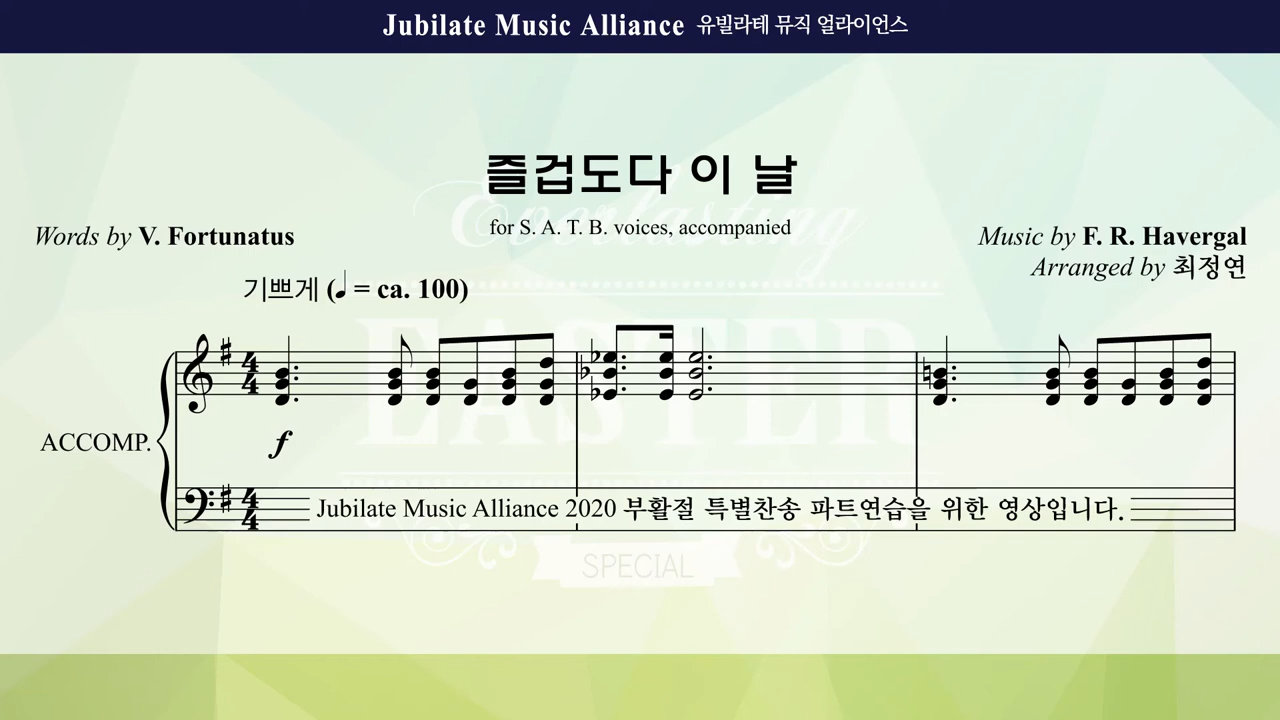 Jubilate Music Alliance 유빌라테 뮤직 얼라이언스
즐겁도다 이 날
for S. A. T. B. voices, accompanied
Words by V. Fortunatus
Music by F. R. Havergal
Arranged by 최정연
기쁘게 (♩ = ca. 100)
ACCOMP.
f
Jubilate Music Alliance 2020 부활절 특별찬송 파트연습을 위한 영상입니다.
Everlasting
EASTER
SPECIAL